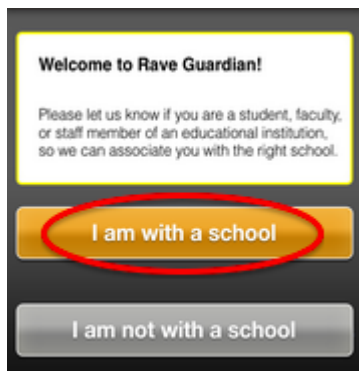 Welcome to Rave Guardian!
Please let us know if you are a student, faculty,
or staff member of an educational institution,
so we can associate you with the right school.
I am with a school
I am not with a school